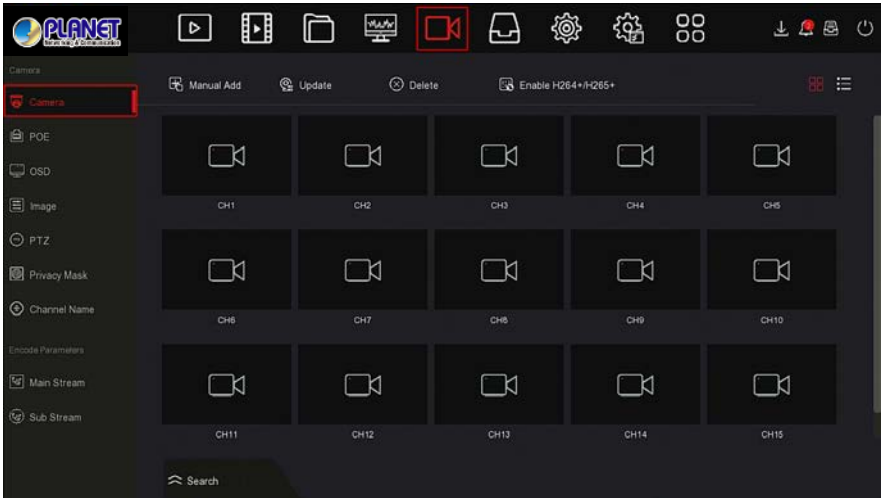 PLANET
Networking & Communication
Camera
Manual Add Update Delete Enable H264+/H265+
Camera
POE
OSD
Image
PTZ
Privacy Mask
Channel Name
Encode Parameters
Main Stream
Sub Stream
CH1 CH2 CH3 CH4 CH5
CH6 CH7 CH8 CH9 CH10
CH11 CH12 CH13 CH14 CH15
Search